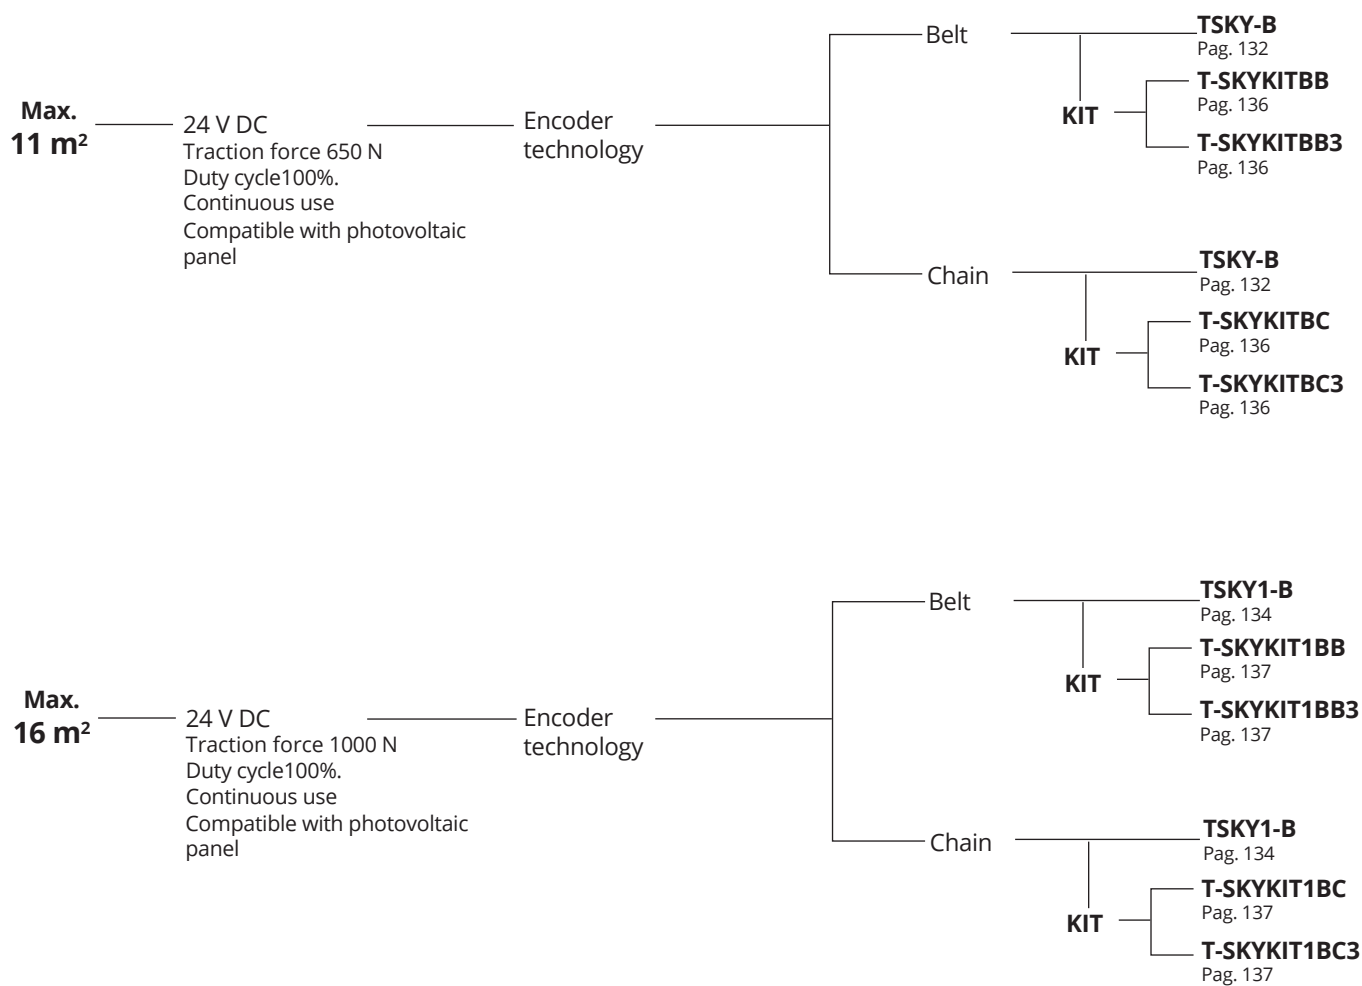 Max.
11 m²
24 V DC
Traction force 650 N
Duty cycle100%.
Continuous use
Compatible with photovoltaic
panel
Encoder
technology
Belt
TSKY-B
Pag. 132
KIT
T-SKYKITBB
Pag. 136
T-SKYKITBB3
Pag. 136
Chain
TSKY-B
Pag. 132
KIT
T-SKYKITBC
Pag. 136
T-SKYKITBC3
Pag. 136
Max.
16 m²
24 V DC
Traction force 1000 N
Duty cycle100%.
Continuous use
Compatible with photovoltaic
panel
Encoder
technology
Belt
TSKY1-B
Pag. 134
KIT
T-SKYKIT1BB
Pag. 137
T-SKYKIT1BB3
Pag. 137
Chain
TSKY1-B
Pag. 134
KIT
T-SKYKIT1BC
Pag. 137
T-SKYKIT1BC3
Pag. 137